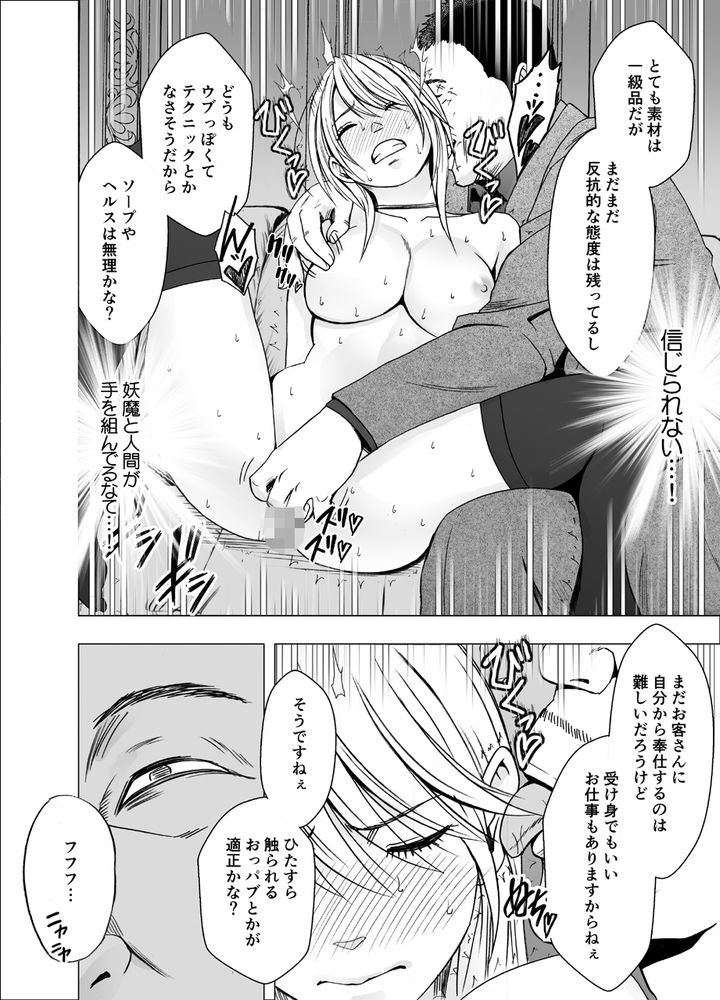 とても素材は
一級品だが
まだまだ
反抗的な態度は残ってるし
どうも
ウブっぽくて
テクニックとか
なさそうだから
ソープや
ヘルスは無理かな？
信じられない…！
妖魔と人間が
手を組んでるなて…！
ズリ♡
ズリ♡
まだお客さんに
自分から奉仕するのは
難しいだろうけど
受け身でもいい
お仕事もありますからねぇ
そうですねぇ
ひたすら
触られる
おっパブとかが
適正かな？
ぬちゅ♡
フフフ…
ニャニャ